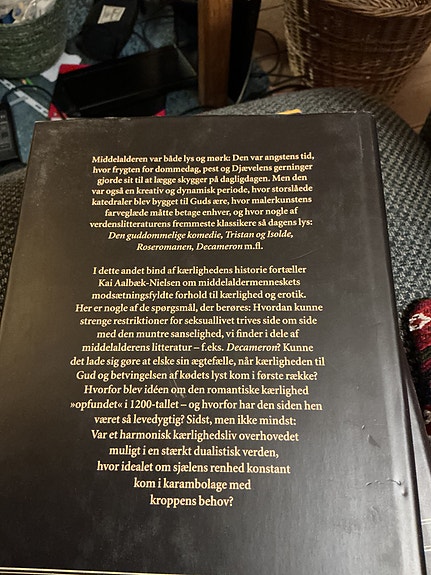 Middelalderen var både lys og mørk: Den var angstens tid,
hvor frygten for dommedag, pest og Djævelens gerninger
gjorde sit til at lægge skygger på dagligdagen. Men den
var også en kreativ og dynamisk periode, hvor storslåede
katedraler blev bygget til Guds ære, hvor malerkunstens
farveglæde måtte betage enhver, og hvor nogle af
verdenslitteraturens fremmeste klassikere så dagens lys:
Den guddommelige komedie, Tristan og Isolde,
Roseromanen, Decameron m.fl.
I dette andet bind af kærlighedens historie fortæller
Kai Aalbæk-Nielsen om middelaldermenneskets
modsætningsfyldte forhold til kærlighed og erotik.
Her er nogle af de spørgsmål, der berøres: Hvordan kunne
strenge restriktioner for seksuallivet trives side om side
med den muntre sanselighed, vi finder i dele af
middelalderens litteratur – f.eks. Decameron? Kunne
det lade sig gøre at elske sin ægtefælle, når kærligheden til
Gud og betvingelsen af kødets lyst kom i første række?
Hvorfor blev idéen om den romantiske kærlighed
»opfundet« i 1200-tallet – og hvorfor har den siden hen
været så levedygtig? Sidst, men ikke mindst:
Var et harmonisk kærlighedsliv overhovedet
muligt i en stærkt dualistisk verden,
hvor idealet om sjælens renhed konstant
kom i karambolage med
kroppens behov?